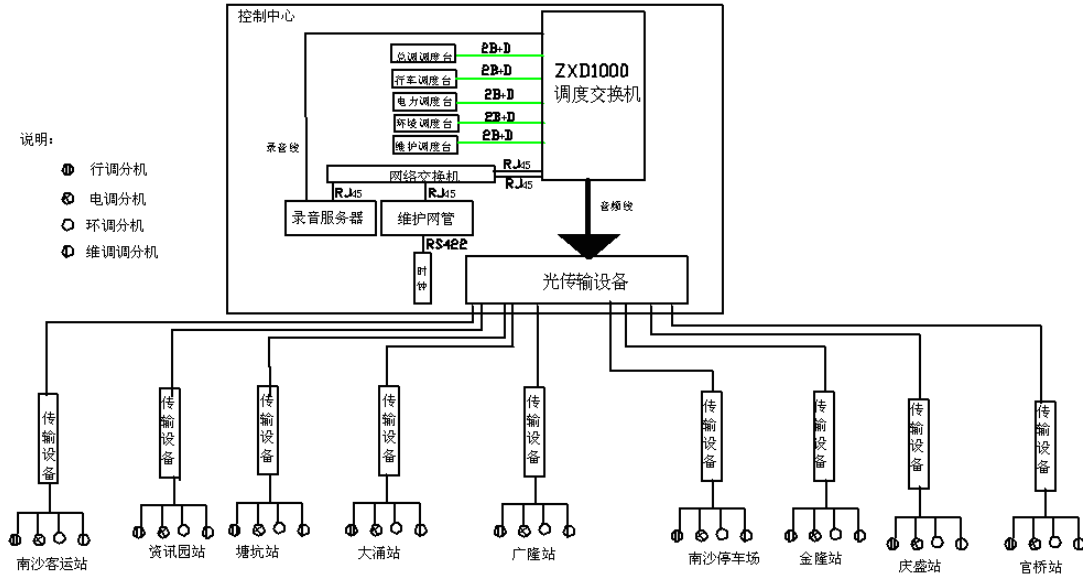 控制中心
总调调度台
2B+D
行车调度台
2B+D
电力调度台
2B+D
环控调度台
2B+D
维护调度台
2B+D
ZXD1000
调度交换机
录音线
网络交换机
RJ45
RJ45
RJ45
RJ45
录音服务器
维护网管
RS422
时钟
音频线
光传输设备
说明：
行调分机
电调分机
环调分机
维调调分机
传输设备
传输设备
传输设备
传输设备
传输设备
传输设备
传输设备
传输设备
传输设备
南沙客运站
资讯园站
塘坑站
大涌站
广隆站
南沙停车场
金隆站
庆盛站
官桥站